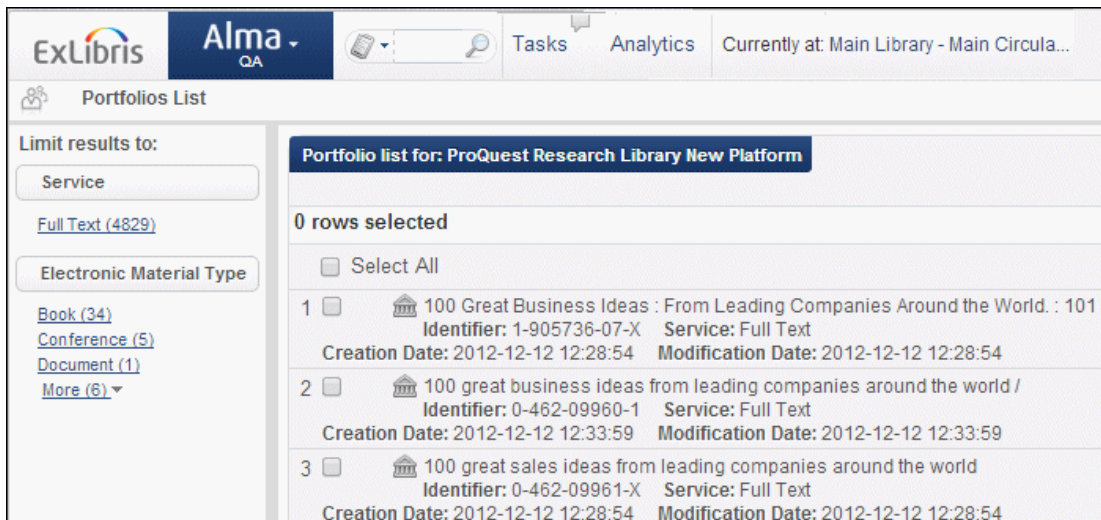 ExLibris
Alma
QA
Tasks Analytics Currently at: Main Library - Main Circula...
Portfolios List
Limit results to:
Service
Full Text (4829)
Electronic Material Type
Book (34)
Conference (5)
Document (1)
More (6)
Portfolio list for: ProQuest Research Library New Platform
0 rows selected
Select All
1 100 Great Business Ideas : From Leading Companies Around the World. : 101
Identifier: 1-905736-07-X Service: Full Text
Creation Date: 2012-12-12 12:28:54 Modification Date: 2012-12-12 12:28:54
2 100 great business ideas from leading companies around the world /
Identifier: 0-462-09960-1 Service: Full Text
Creation Date: 2012-12-12 12:33:59 Modification Date: 2012-12-12 12:33:59
3 100 great sales ideas from leading companies around the world
Identifier: 0-462-09961-X Service: Full Text
Creation Date: 2012-12-12 12:28:54 Modification Date: 2012-12-12 12:28:54